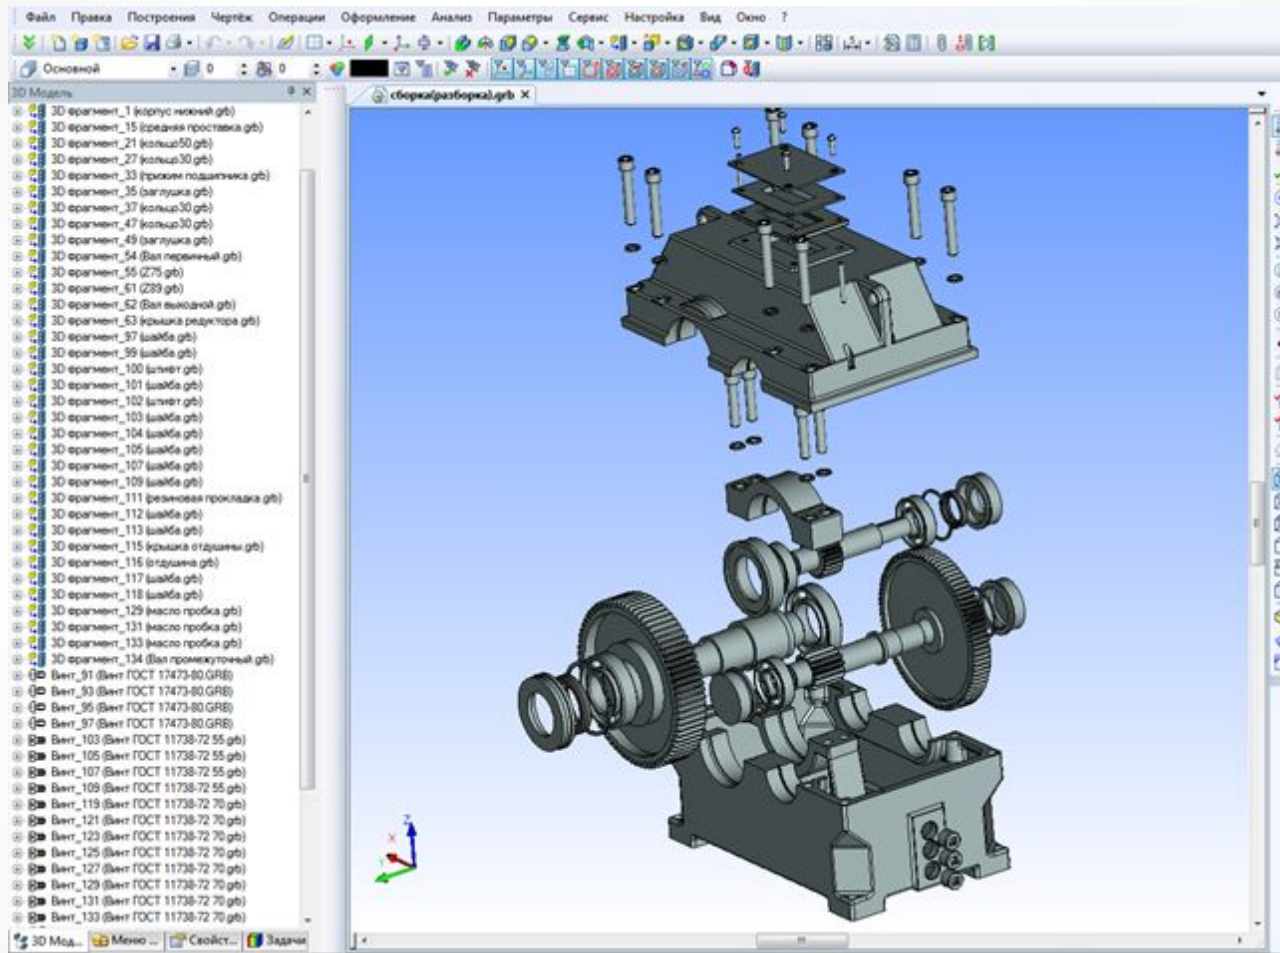 Файл Правка Построения Чертёж Операции Оформление Анализ Параметры Сервис Настройка Вид Окно ?
Основной 0 0
3D Модель
сборка(разборка).grb X
3D фрагмент_1 (корпус нижний.grb)
3D фрагмент_15 (средняя проставка.grb)
3D фрагмент_21 (кольцо50.grb)
3D фрагмент_27 (кольцо30.grb)
3D фрагмент_33 (прижим подшипника.grb)
3D фрагмент_35 (заглушка.grb)
3D фрагмент_37 (кольцо30.grb)
3D фрагмент_47 (кольцо30.grb)
3D фрагмент_49 (заглушка.grb)
3D фрагмент_54 (Вал первичный.grb)
3D фрагмент_55 (Z75.grb)
3D фрагмент_61 (Z89.grb)
3D фрагмент_62 (Вал выходной.grb)
3D фрагмент_63 (крышка редуктора.grb)
3D фрагмент_97 (шайба.grb)
3D фрагмент_99 (шайба.grb)
3D фрагмент_100 (штифт.grb)
3D фрагмент_101 (шайба.grb)
3D фрагмент_102 (штифт.grb)
3D фрагмент_103 (шайба.grb)
3D фрагмент_104 (шайба.grb)
3D фрагмент_105 (шайба.grb)
3D фрагмент_107 (шайба.grb)
3D фрагмент_109 (шайба.grb)
3D фрагмент_111 (резиновая прокладка.grb)
3D фрагмент_112 (шайба.grb)
3D фрагмент_113 (шайба.grb)
3D фрагмент_115 (крышка отдушины.grb)
3D фрагмент_116 (отдушина.grb)
3D фрагмент_117 (шайба.grb)
3D фрагмент_118 (шайба.grb)
3D фрагмент_129 (масло пробка.grb)
3D фрагмент_131 (масло пробка.grb)
3D фрагмент_133 (масло пробка.grb)
3D фрагмент_134 (Вал промежуточный.grb)
Винт_91 (Винт ГОСТ 17473-80.GRB)
Винт_93 (Винт ГОСТ 17473-80.GRB)
Винт_95 (Винт ГОСТ 17473-80.GRB)
Винт_97 (Винт ГОСТ 17473-80.GRB)
Винт_103 (Винт ГОСТ 11738-72 55.grb)
Винт_105 (Винт ГОСТ 11738-72 55.grb)
Винт_107 (Винт ГОСТ 11738-72 55.grb)
Винт_109 (Винт ГОСТ 11738-72 55.grb)
Винт_119 (Винт ГОСТ 11738-72 70.grb)
Винт_121 (Винт ГОСТ 11738-72 70.grb)
Винт_123 (Винт ГОСТ 11738-72 70.grb)
Винт_125 (Винт ГОСТ 11738-72 70.grb)
Винт_127 (Винт ГОСТ 11738-72 70.grb)
Винт_129 (Винт ГОСТ 11738-72 70.grb)
Винт_131 (Винт ГОСТ 11738-72 70.grb)
Винт_133 (Винт ГОСТ 11738-72 70.grb)
Z
X
Y
3D Мод... Меню ... Свойст... Задачи